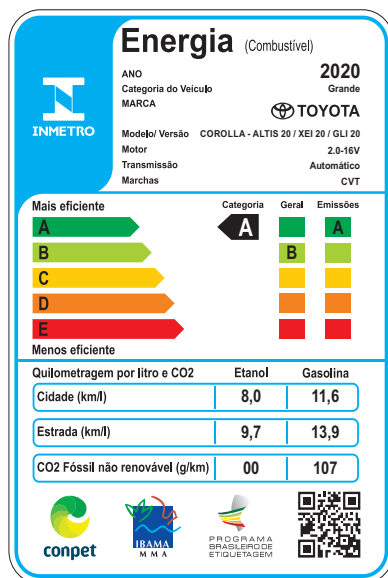 Energia (Combustível)
ANO 2020
Categoria do Veículo Grande
MARCA TOYOTA
INMETRO
Modelo/ Versão COROLLA - ALTIS 20 / XEI 20 / GLI 20
Motor 2.0-16V
Transmissão Automático
Marchas CVT
Mais eficiente Categoria Geral Emissões
A A A
B B
C
D
E
Menos eficiente
Quilometragem por litro e CO2 Etanol Gasolina
Cidade (km/l) 8,0 11,6
Estrada (km/l) 9,7 13,9
CO2 Fóssil não renovável (g/km) 00 107
conpet
IBAMA
MMA
PROGRAMA
BRASILEIRO DE
ETIQUETAGEM